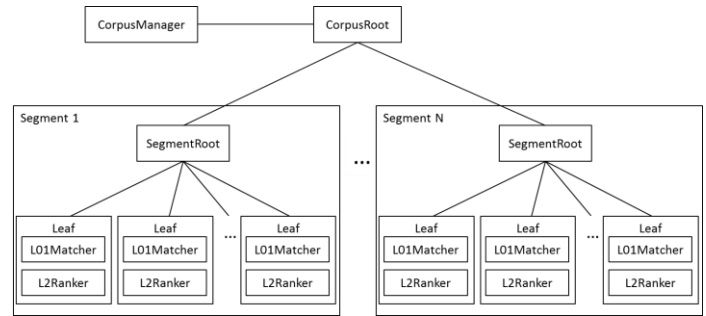 CorpusManager
CorpusRoot
Segment 1
SegmentRoot
Leaf
L01Matcher
L2Ranker
Leaf
L01Matcher
L2Ranker
...
Leaf
L01Matcher
L2Ranker
...
Segment N
SegmentRoot
Leaf
L01Matcher
L2Ranker
Leaf
L01Matcher
L2Ranker
...
Leaf
L01Matcher
L2Ranker